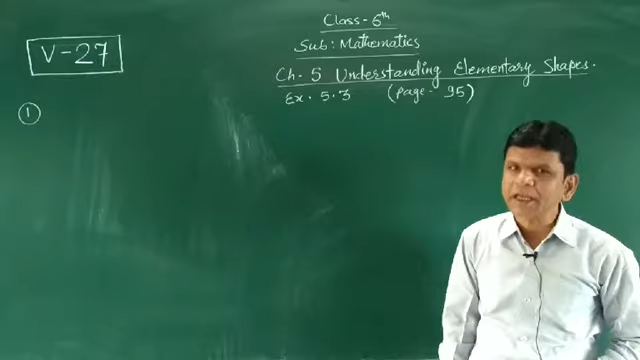 Class - 6th
V-27
Sub : Mathematics
Ch. 5 Understanding Elementary Shapes.
Ex. 5.3 (page - 95)
1